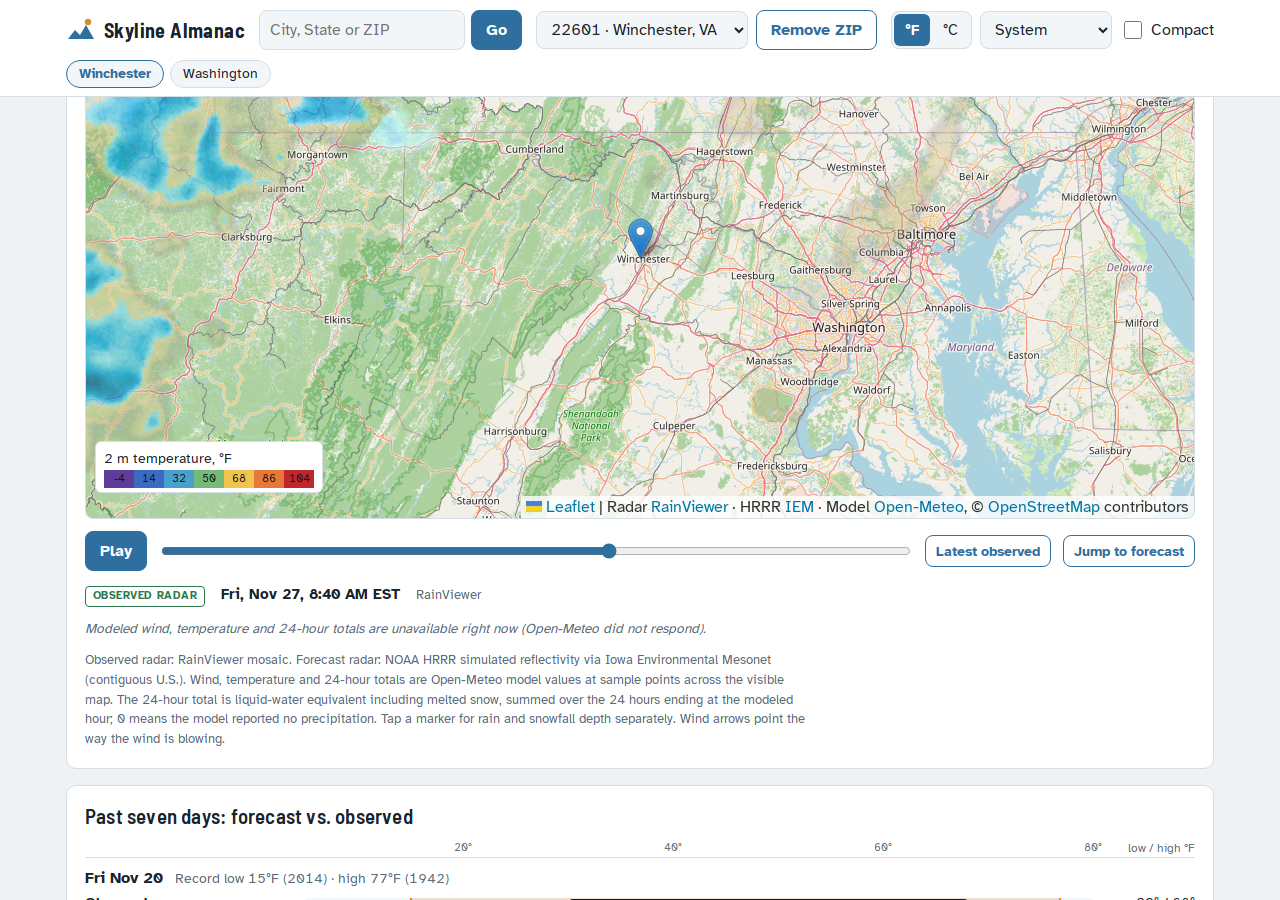 Skyline Almanac
City, State or ZIP
Go
22601 · Winchester, VA
Remove ZIP
°F
°C
System
Compact
Winchester
Washington
Chester
Hanover
Wilmington
Morgantown
Cumberland
Hagerstown
Westminster
Bel Air
Fairmont
Martinsburg
Middletown
Frederick
Towson
Clarksburg
Baltimore
Columbia
Winchester
Leesburg
Gaithersburg
Laurel
Delaware
Silver Spring
Annapolis
Elkins
Washington
Milford
Alexandria
Maryland
Easton
Manassas
Woodbridge
Waldorf
Shenandoah
National
Park
Harrisonburg
Culpeper
Salisbury
Fredericksburg
Staunton
2 m temperature, °F
-4 14 32 50 68 86 104
Leaflet | Radar RainViewer · HRRR IEM · Model Open-Meteo, © OpenStreetMap contributors
Play
Latest observed
Jump to forecast
OBSERVED RADAR
Fri, Nov 27, 8:40 AM EST
RainViewer
Modeled wind, temperature and 24-hour totals are unavailable right now (Open-Meteo did not respond).
Observed radar: RainViewer mosaic. Forecast radar: NOAA HRRR simulated reflectivity via Iowa Environmental Mesonet
(contiguous U.S.). Wind, temperature and 24-hour totals are Open-Meteo model values at sample points across the visible
map. The 24-hour total is liquid-water equivalent including melted snow, summed over the 24 hours ending at the modeled
hour; 0 means the model reported no precipitation. Tap a marker for rain and snowfall depth separately. Wind arrows point the
way the wind is blowing.
Past seven days: forecast vs. observed
20° 40° 60° 80° low / high °F
Fri Nov 20 Record low 15°F (2014) · high 77°F (1942)